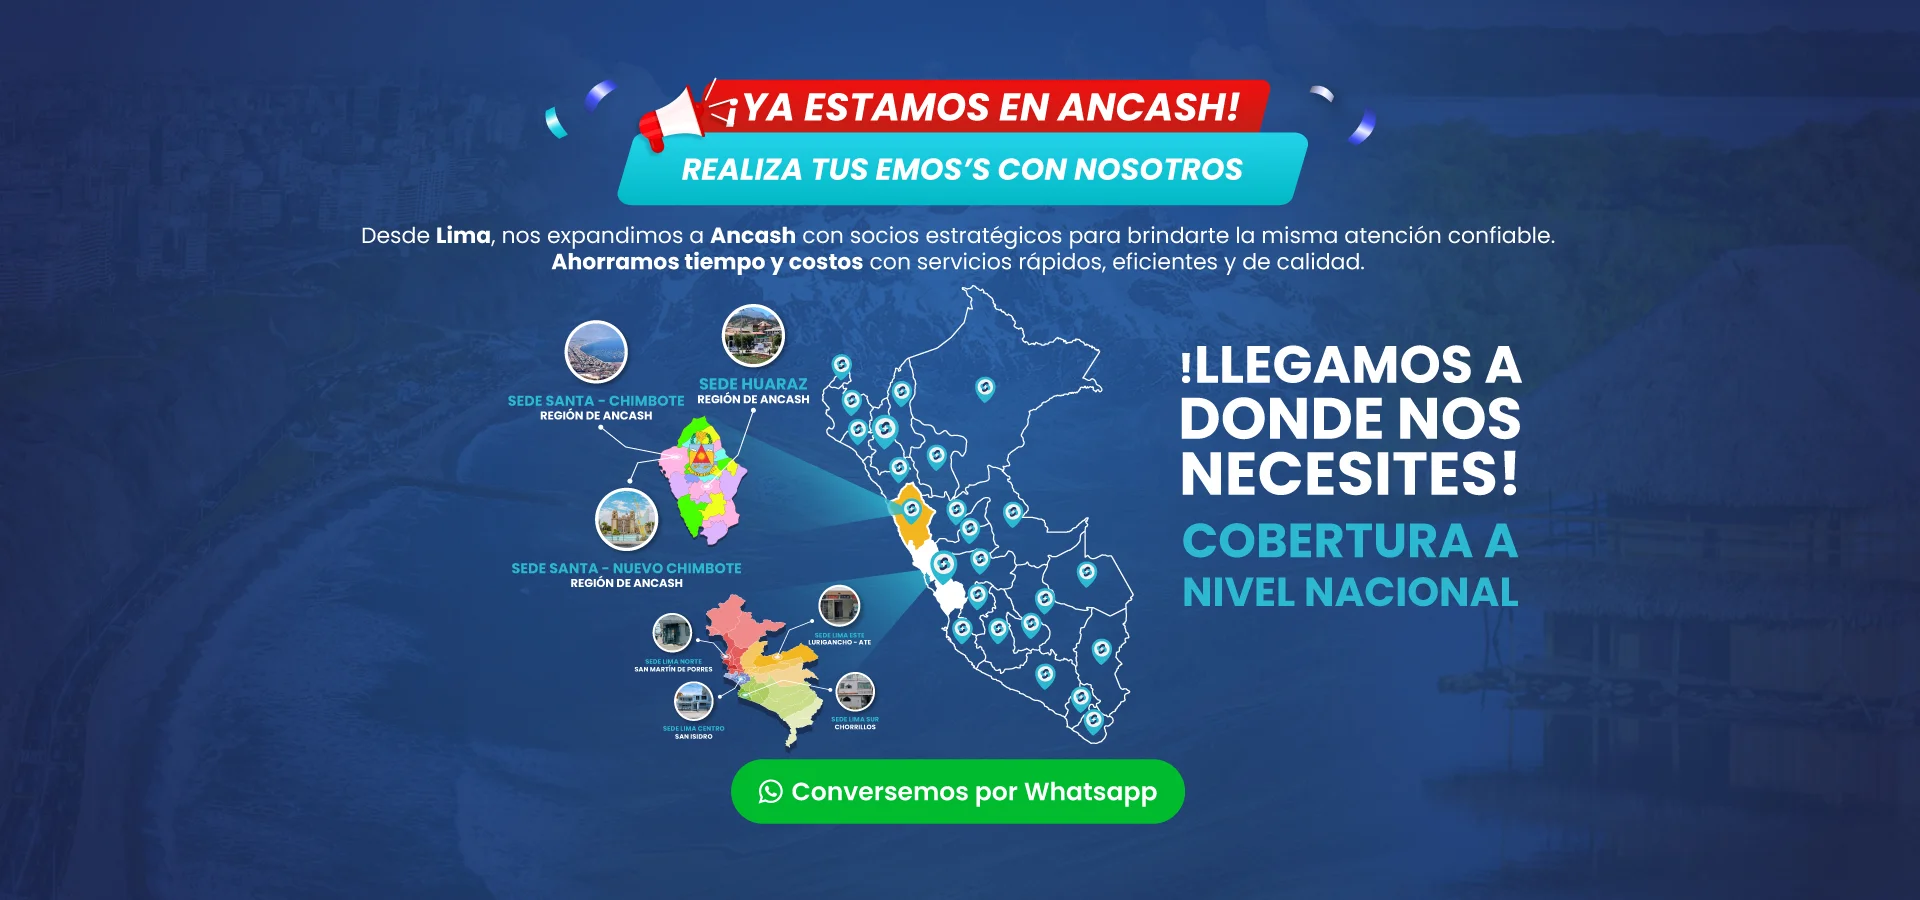 ¡YA ESTAMOS EN ANCASH!
REALIZA TUS EMOS’S CON NOSOTROS
Desde Lima, nos expandimos a Ancash con socios estratégicos para brindarte la misma atención confiable.
Ahorramos tiempo y costos con servicios rápidos, eficientes y de calidad.
SEDE HUARAZ
REGIÓN DE ANCASH
SEDE SANTA - CHIMBOTE
REGIÓN DE ANCASH
SEDE SANTA - NUEVO CHIMBOTE
REGIÓN DE ANCASH
SEDE LIMA ESTE
LURIGANCHO - ATE
SEDE LIMA NORTE
SAN MARTÍN DE PORRES
SEDE LIMA CENTRO
SAN ISIDRO
SEDE LIMA SUR
CHORRILLOS
!LLEGAMOS A
DONDE NOS
NECESITES!
COBERTURA A
NIVEL NACIONAL
Conversemos por Whatsapp